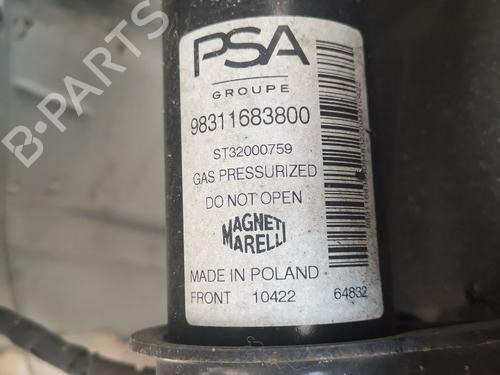 PSA
GROUPE
98311683800
ST32000759
GAS PRESSURIZED
DO NOT OPEN
MAGNETI
MARELLI
MADE IN POLAND
FRONT 10422 64832
B-PARTS